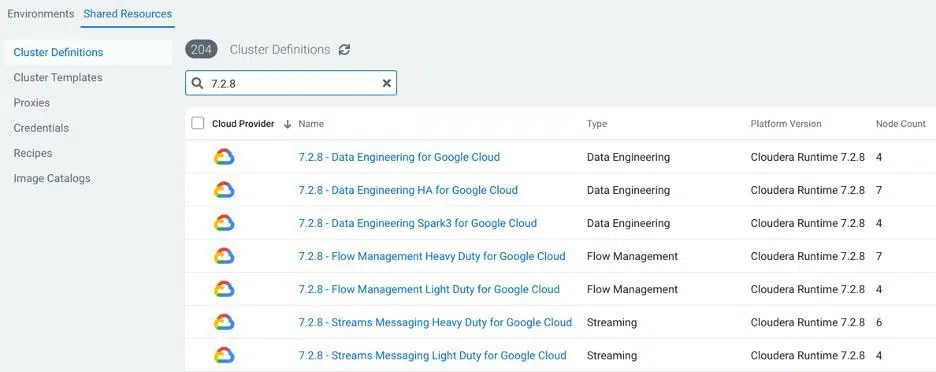 Environments Shared Resources
Cluster Definitions
Cluster Templates
Proxies
Credentials
Recipes
Image Catalogs
204 Cluster Definitions
7.2.8
Cloud Provider Name Type Platform Version Node Count
7.2.8 - Data Engineering for Google Cloud Data Engineering Cloudera Runtime 7.2.8 4
7.2.8 - Data Engineering HA for Google Cloud Data Engineering Cloudera Runtime 7.2.8 7
7.2.8 - Data Engineering Spark3 for Google Cloud Data Engineering Cloudera Runtime 7.2.8 4
7.2.8 - Flow Management Heavy Duty for Google Cloud Flow Management Cloudera Runtime 7.2.8 7
7.2.8 - Flow Management Light Duty for Google Cloud Flow Management Cloudera Runtime 7.2.8 4
7.2.8 - Streams Messaging Heavy Duty for Google Cloud Streaming Cloudera Runtime 7.2.8 6
7.2.8 - Streams Messaging Light Duty for Google Cloud Streaming Cloudera Runtime 7.2.8 4